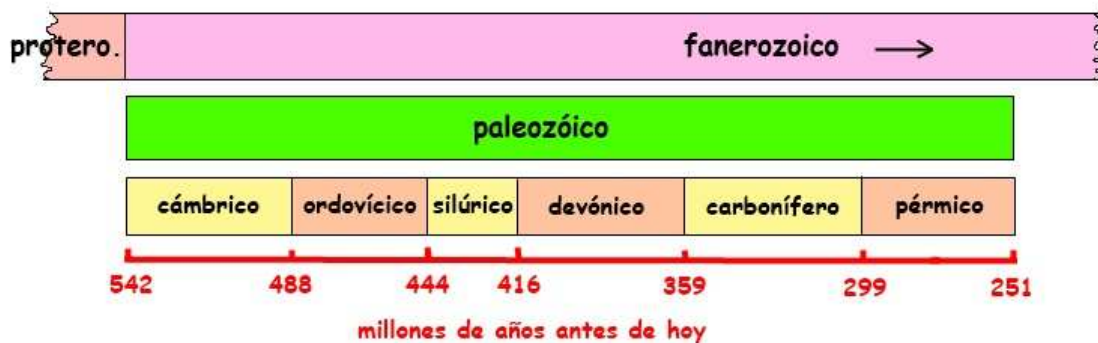 protero. fanerozoico →
paleozóico
cámbrico ordovícico silúrico devónico carbonífero pérmico
542 488 444 416 359 299 251
millones de años antes de hoy